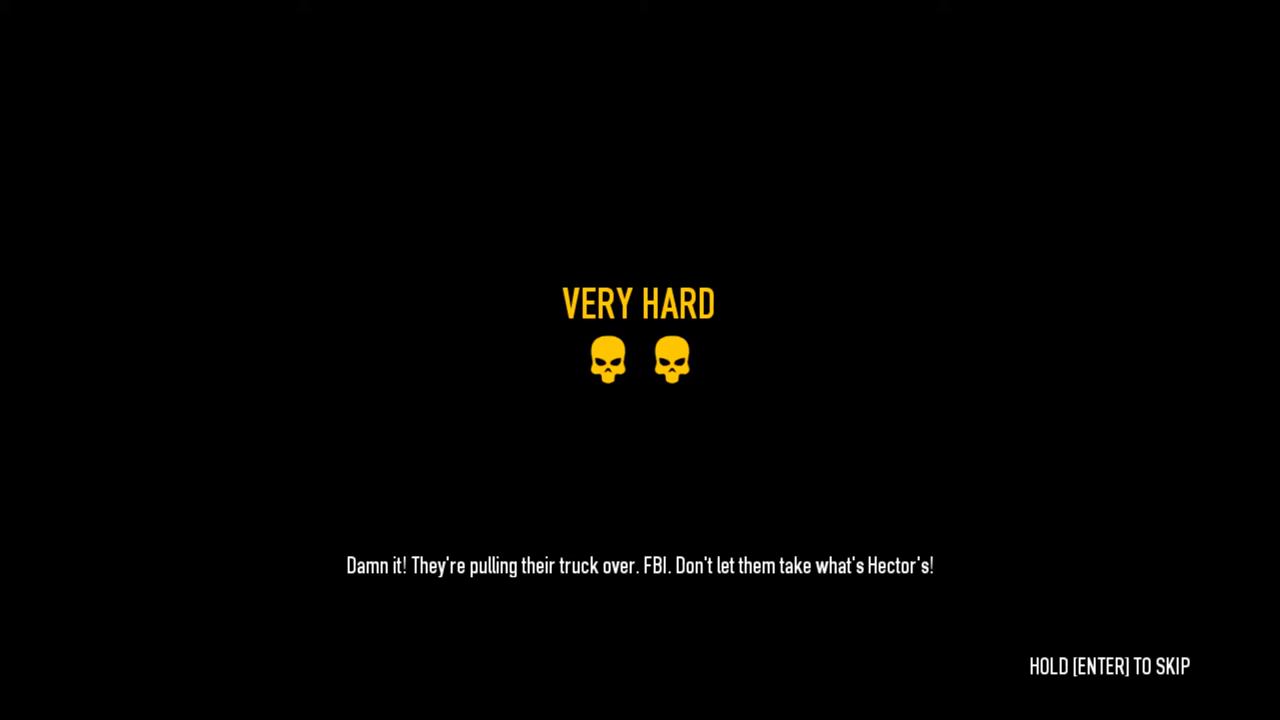 VERY HARD
Damn it! They're pulling their truck over. FBI. Don't let them take what's Hector's!
HOLD [ENTER] TO SKIP